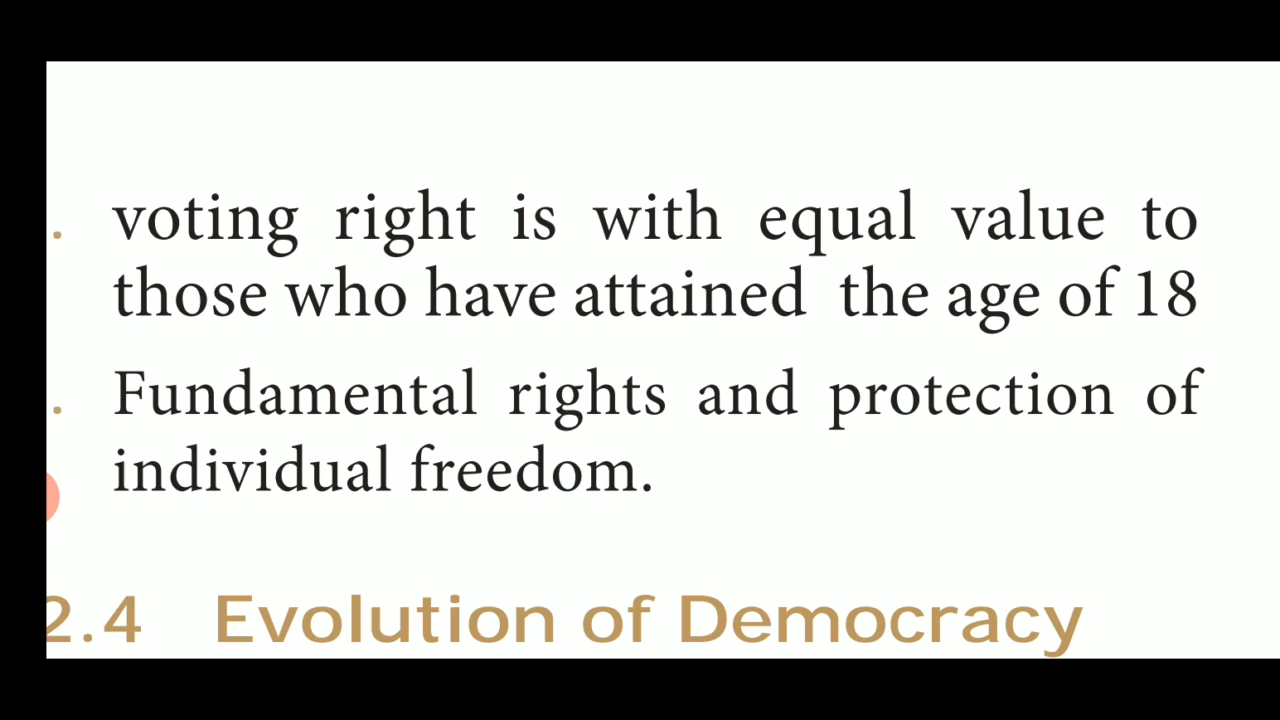 . voting right is with equal value to
those who have attained the age of 18
. Fundamental rights and protection of
individual freedom.
2.4 Evolution of Democracy